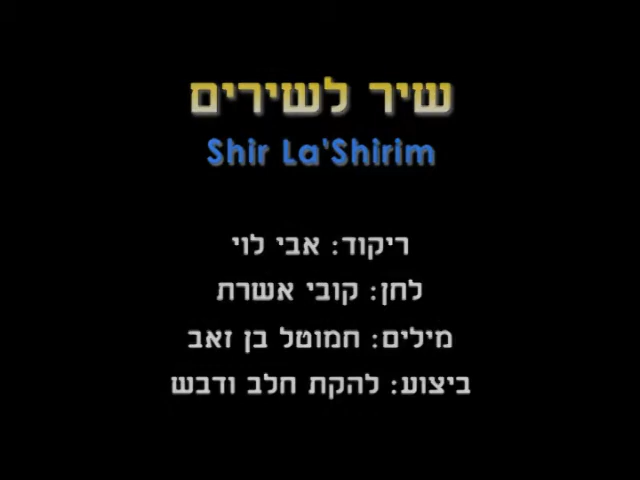 שיר לשירים
Shir La'Shirim
ריקוד: אבי לוי
לחן: קובי אשרת
מילים: חמוטל בן זאב
ביצוע: להקת חלב ודבש